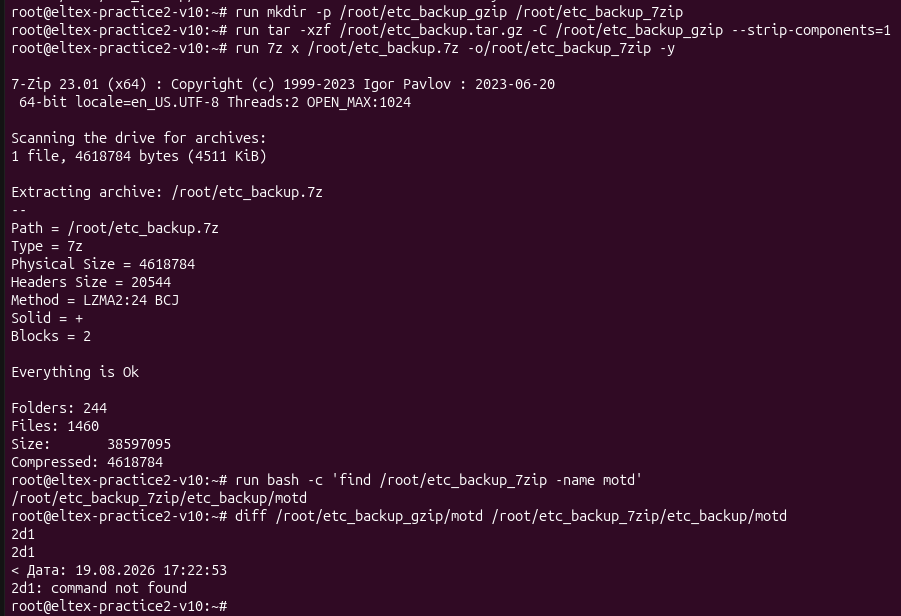 root@eltex-practice2-v10:~# run mkdir -p /root/etc_backup_gzip /root/etc_backup_7zip
root@eltex-practice2-v10:~# run tar -xzf /root/etc_backup.tar.gz -C /root/etc_backup_gzip --strip-components=1
root@eltex-practice2-v10:~# run 7z x /root/etc_backup.7z -o/root/etc_backup_7zip -y

7-Zip 23.01 (x64) : Copyright (c) 1999-2023 Igor Pavlov : 2023-06-20
 64-bit locale=en_US.UTF-8 Threads:2 OPEN_MAX:1024

Scanning the drive for archives:
1 file, 4618784 bytes (4511 KiB)

Extracting archive: /root/etc_backup.7z
--
Path = /root/etc_backup.7z
Type = 7z
Physical Size = 4618784
Headers Size = 20544
Method = LZMA2:24 BCJ
Solid = +
Blocks = 2

Everything is Ok

Folders: 244
Files: 1460
Size:       38597095
Compressed: 4618784
root@eltex-practice2-v10:~# run bash -c 'find /root/etc_backup_7zip -name motd'
/root/etc_backup_7zip/etc_backup/motd
root@eltex-practice2-v10:~# diff /root/etc_backup_gzip/motd /root/etc_backup_7zip/etc_backup/motd
2d1
2d1
< Дата: 19.08.2026 17:22:53
2d1: command not found
root@eltex-practice2-v10:~#